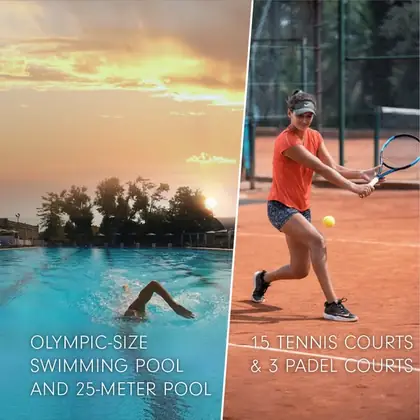 OLYMPIC-SIZE
SWIMMING POOL
AND 25-METER POOL
15 TENNIS COURTS
& 3 PADEL COURTS